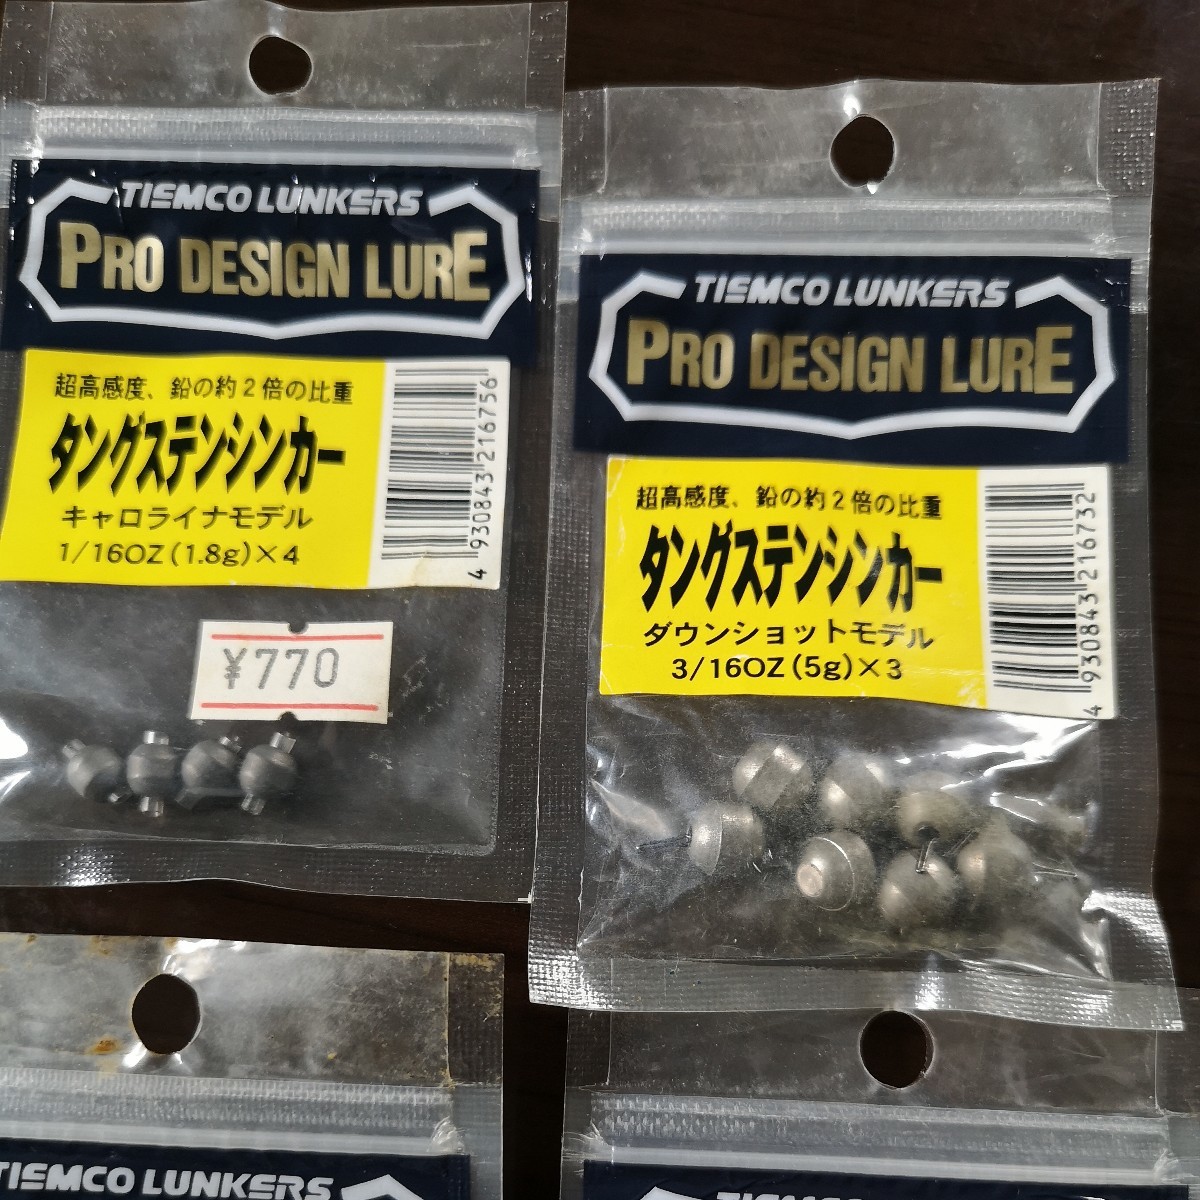 TIEMCO LUNKERS
PRO DESIGN LURE
超高感度、鉛の約2倍の比重
タングステンシンカー
キャロライナモデル
1/16OZ(1.8g)×4
4 930843 216756
¥770
TIEMCO LUNKERS
PRO DESIGN LURE
超高感度、鉛の約2倍の比重
タングステンシンカー
ダウンショットモデル
3/16OZ(5g)×3
4 930843 216732
TIEMCO LUNKERS
TIEMCO LUNKERS